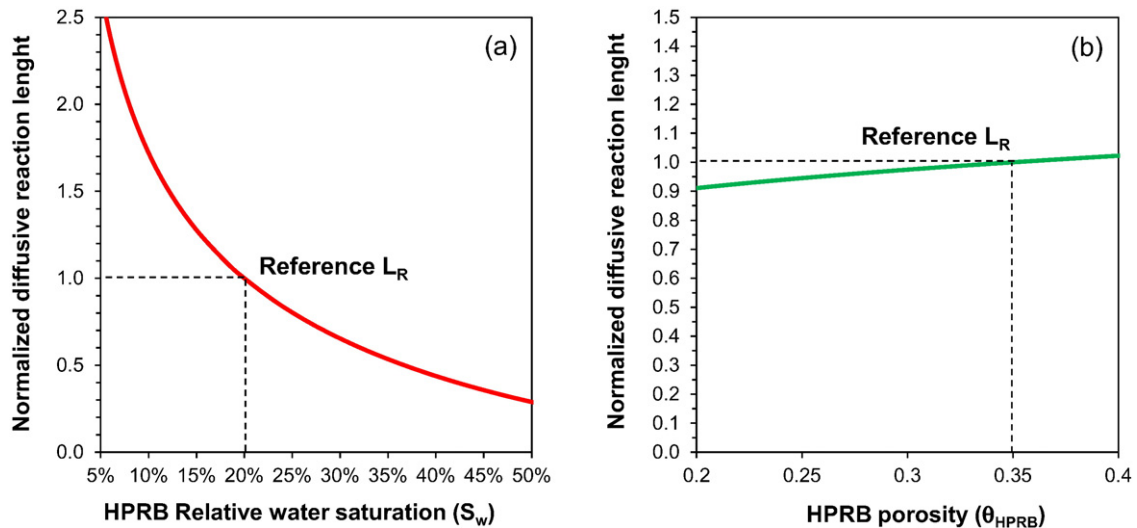 (a)
Normalized diffusive reaction lenght
2.5
2.0
1.5
1.0
0.5
0.0
Reference LR
5% 10% 15% 20% 25% 30% 35% 40% 45% 50%
HPRB Relative water saturation (Sw)
(b)
Normalized diffusive reaction lenght
1.5
1.4
1.3
1.2
1.1
1.0
0.9
0.8
0.7
0.6
0.5
0.4
0.3
0.2
0.1
0.0
Reference LR
0.2 0.25 0.3 0.35 0.4
HPRB porosity (θHPRB)